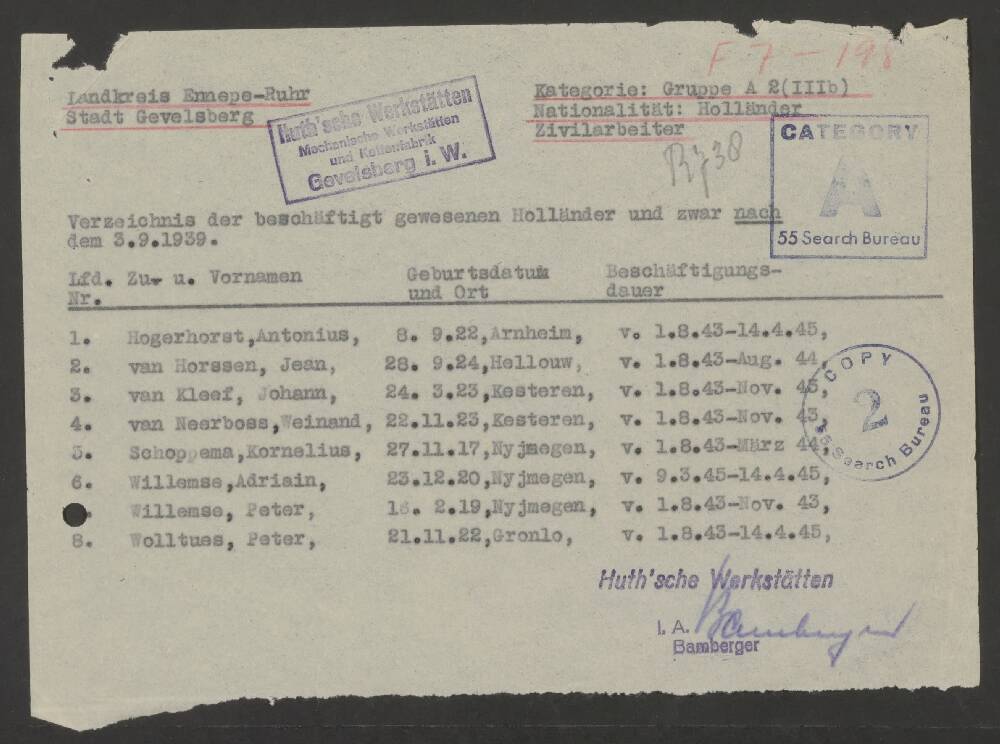 F 7 - 198
Landkreis Ennepe-Ruhr
Stadt Gevelsberg
Huth'sche Werkstätten
Mechanische Werkstätten
und Kettenfabrik
Gevelsberg i. W.
Kategorie: Gruppe A 2(IIIb)
Nationalität: Holländer
Zivilarbeiter
38
CATEGORY
A
55 Search Bureau
Verzeichnis der beschäftigt gewesenen Holländer und zwar nach
dem 3.9.1939.
Lfd. Zu- u. Vornamen Geburtsdatum Beschäftigungs-
Nr. und Ort dauer
1. Hogerhorst,Antonius, 8. 9.22,Arnheim, v. 1.8.43-14.4.45,
2. van Horssen, Jean, 28. 9.24,Hellouw, v. 1.8.43-Aug. 44,
3. van Kleef, Johann, 24. 3.23,Kesteren, v. 1.8.43-Nov. 43,
4. van Neerboss,Weinand, 22.11.23,Kesteren, v. 1.8.43-Nov. 43,
5. Schoppema,Kornelius, 27.11.17,Nyjmegen, v. 1.8.43-März 44,
6. Willemse,Adriain, 23.12.20,Nyjmegen, v. 9.3.45-14.4.45,
Willemse, Peter, 16. 2.19,Nyjmegen, v. 1.8.43-Nov. 43,
8. Wolltues, Peter, 21.11.22,Gronlo, v. 1.8.43-14.4.45,
COPY
2
55 Search Bureau
Huth'sche Werkstätten
I. A. Bamberger
Bamberger